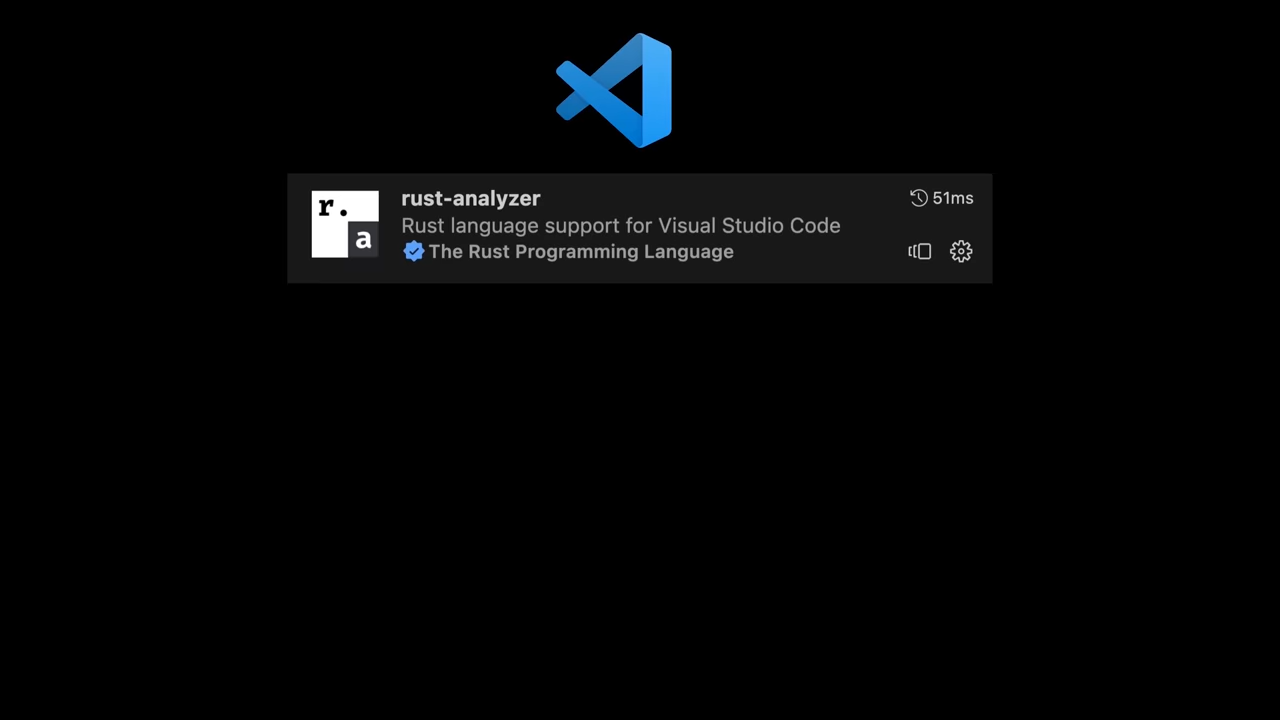 r.
a
rust-analyzer
51ms
Rust language support for Visual Studio Code
The Rust Programming Language